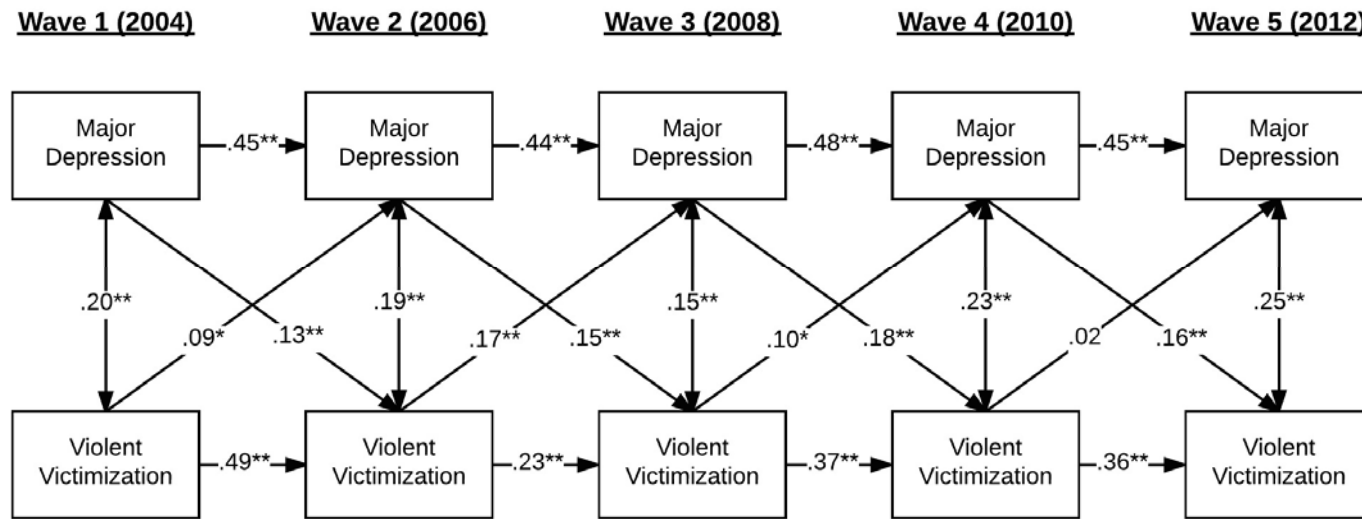 Wave 1 (2004) Wave 2 (2006) Wave 3 (2008) Wave 4 (2010) Wave 5 (2012)
Major Depression
.45**
Major Depression
.44**
Major Depression
.48**
Major Depression
.45**
Major Depression
.20** .19** .15** .23** .25**
.09* .13** .17** .15** .10* .18** .02 .16**
Violent Victimization
.49**
Violent Victimization
.23**
Violent Victimization
.37**
Violent Victimization
.36**
Violent Victimization